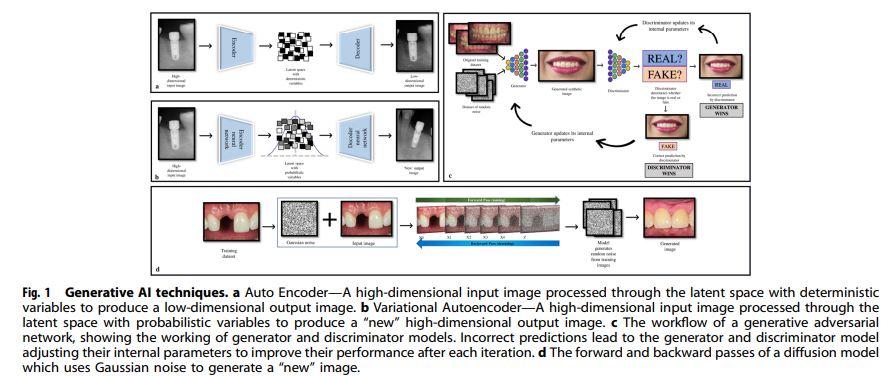 High-
dimensional
input image
Encoder
Latent space
with
deterministic
variables
Decoder
Low-
dimensional
output image
a
High-
dimensional
input image
Encoder
neural
network
Latent space
with
probabilistic
variables
Decoder
neural
network
"New" output
image
b
Original training
dataset
Dataset of random
noise
Generator
Generated synthetic
image
Discriminator
Discriminator updates its
internal parameters
REAL?
FAKE?
Discriminator
determines whether
the image is real or
fake
REAL
Incorrect prediction
by discriminator
GENERATOR
WINS
FAKE
Correct prediction by
discriminator
DISCRIMINATOR
WINS
Generator updates its internal
parameters
c
Training
dataset
Gaussian noise
+
Input image
Forward Pass
X1
X2
X3
X4
Backward Pass
Model
generates
random noise
from training
images
Generated
image
d
Fig. 1 Generative AI techniques. a Auto Encoder—A high-dimensional input image processed through the latent space with deterministic
variables to produce a low-dimensional output image. b Variational Autoencoder—A high-dimensional input image processed through the
latent space with probabilistic variables to produce a "new" high-dimensional output image. c The workflow of a generative adversarial
network, showing the working of generator and discriminator models. Incorrect predictions lead to the generator and discriminator model
adjusting their internal parameters to improve their performance after each iteration. d The forward and backward passes of a diffusion model
which uses Gaussian noise to generate a "new" image.